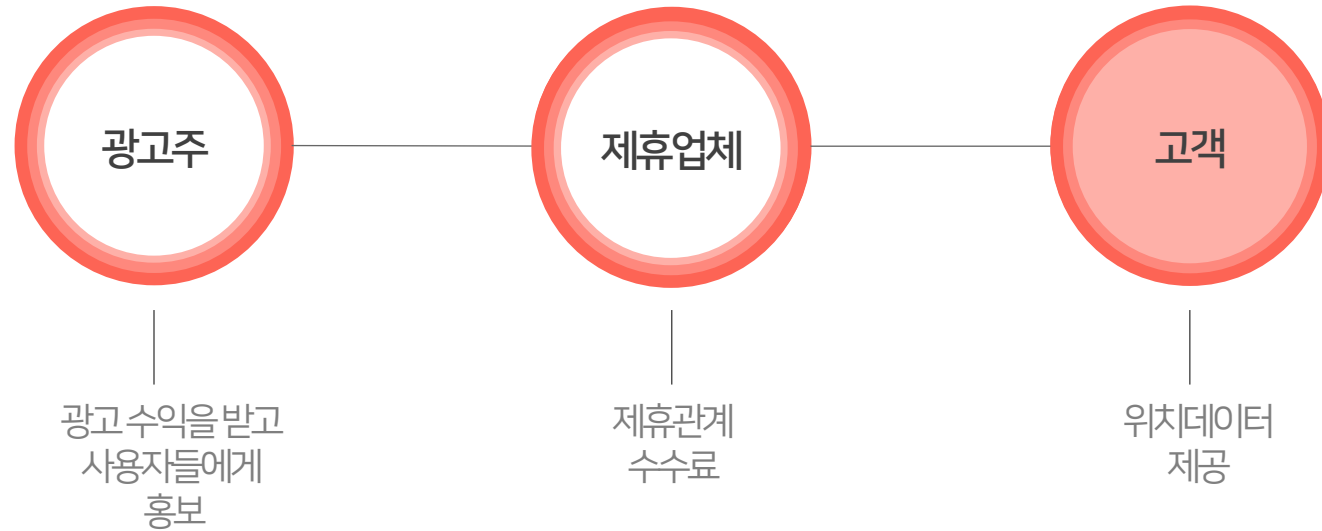 광고주
제휴업체
고객
광고 수익을 받고
사용자들에게
홍보
제휴관계
수수료
위치데이터
제공